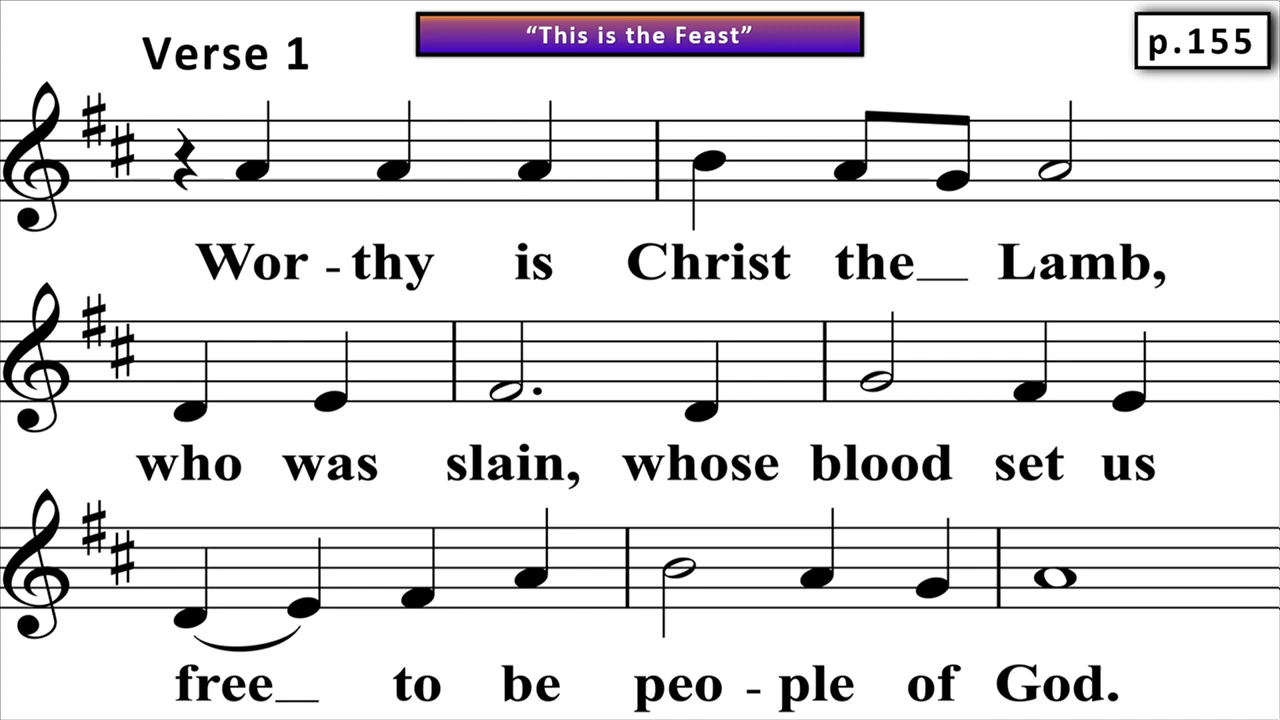 Verse 1
“This is the Feast”
p.155
Wor - thy is Christ the__ Lamb,
who was slain, whose blood set us
free__ to be peo - ple of God.